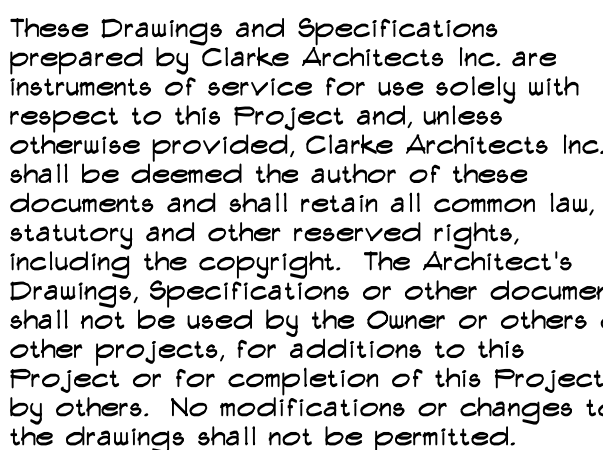 These Drawings and Specifications
prepared by Clarke Architects Inc. are
instruments of service for use solely with
respect to this Project and, unless
otherwise provided, Clarke Architects Inc.
shall be deemed the author of these
documents and shall retain all common law,
statutory and other reserved rights,
including the copyright. The Architect's
Drawings, Specifications or other
shall not be used by the Owner or others
other projects, for additions to this
Project or for completion of this Project
by others. No modifications or changes to
the drawings shall not be permitted.